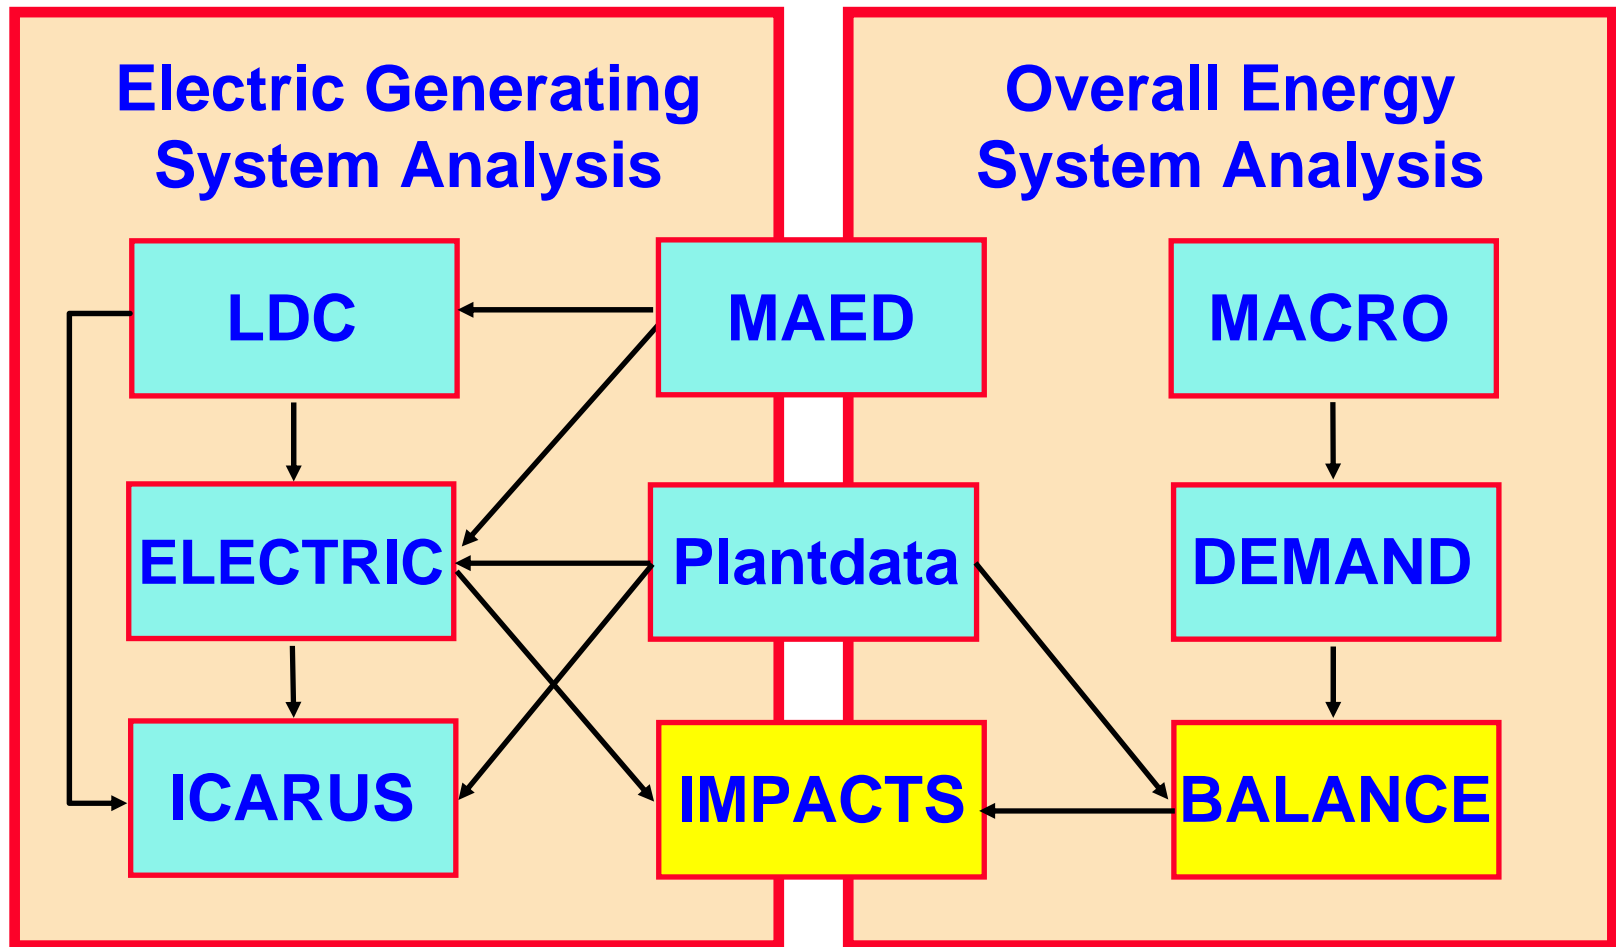 Electric Generating
System Analysis
Overall Energy
System Analysis
LDC
MAED
MACRO
ELECTRIC
Plantdata
DEMAND
ICARUS
IMPACTS
BALANCE